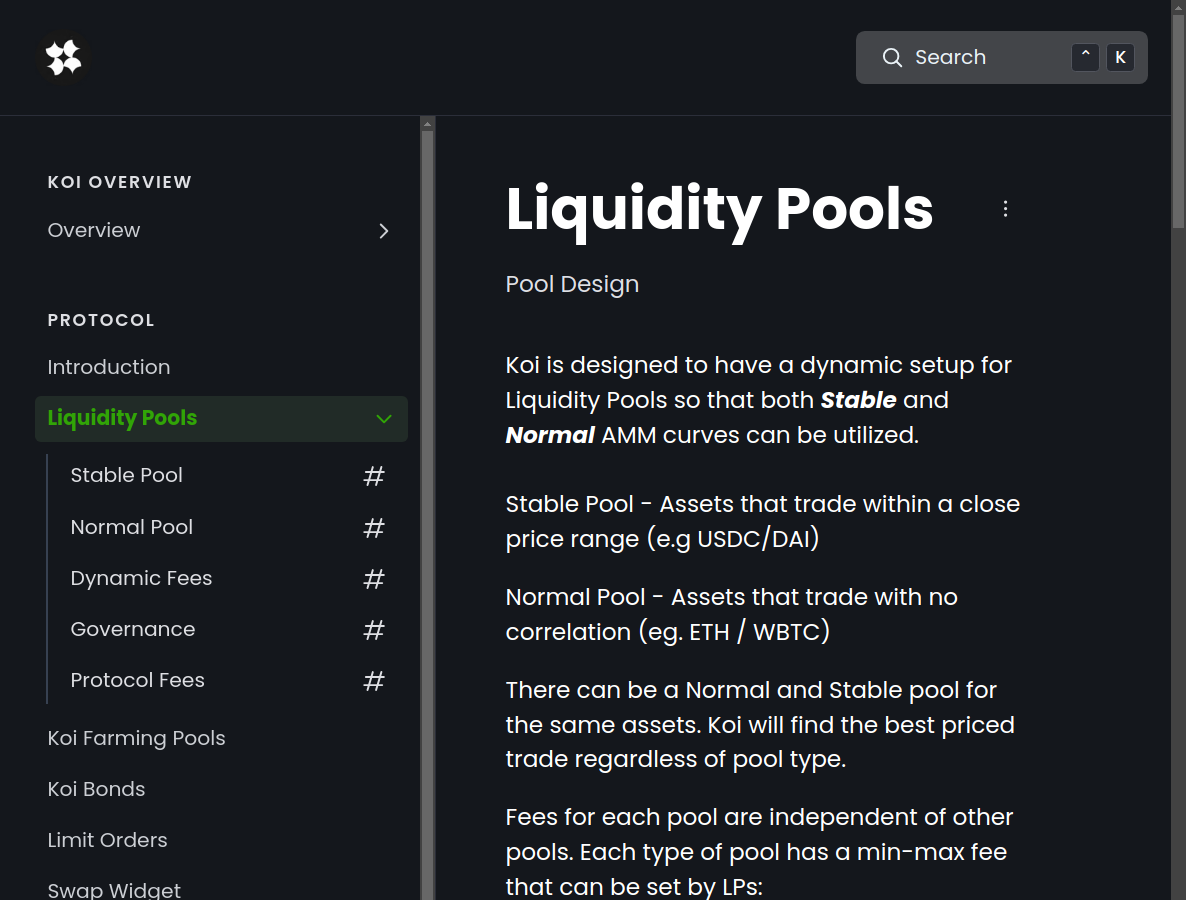 Search
^ K
KOI OVERVIEW
Overview
PROTOCOL
Introduction
Liquidity Pools
Stable Pool
Normal Pool
Dynamic Fees
Governance
Protocol Fees
Koi Farming Pools
Koi Bonds
Limit Orders
Swap Widget
Liquidity Pools
Pool Design
Koi is designed to have a dynamic setup for
Liquidity Pools so that both Stable and
Normal AMM curves can be utilized.
Stable Pool - Assets that trade within a close
price range (e.g USDC/DAI)
Normal Pool - Assets that trade with no
correlation (eg. ETH / WBTC)
There can be a Normal and Stable pool for
the same assets. Koi will find the best priced
trade regardless of pool type.
Fees for each pool are independent of other
pools. Each type of pool has a min-max fee
that can be set by LPs: